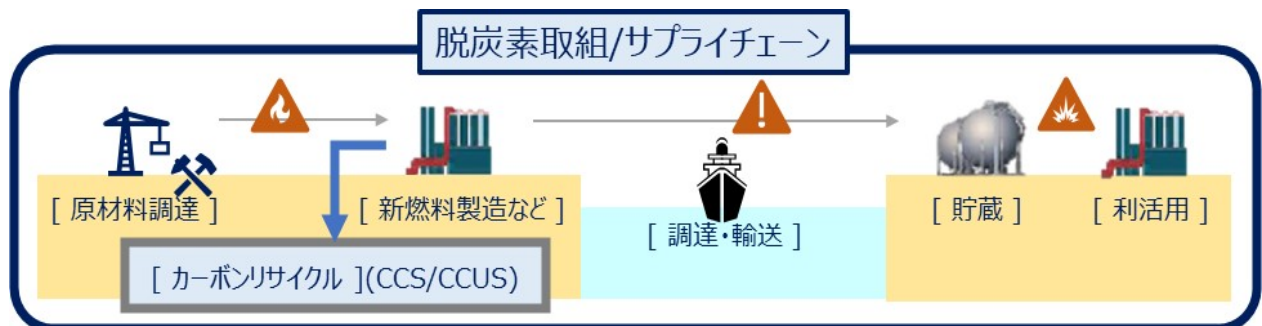 脱炭素取組/サプライチェーン
[ 原材料調達 ]
[ 新燃料製造など ]
[ 調達・輸送 ]
[ 貯蔵 ]
[ 利活用 ]
[ カーボンリサイクル ](CCS/CCUS)